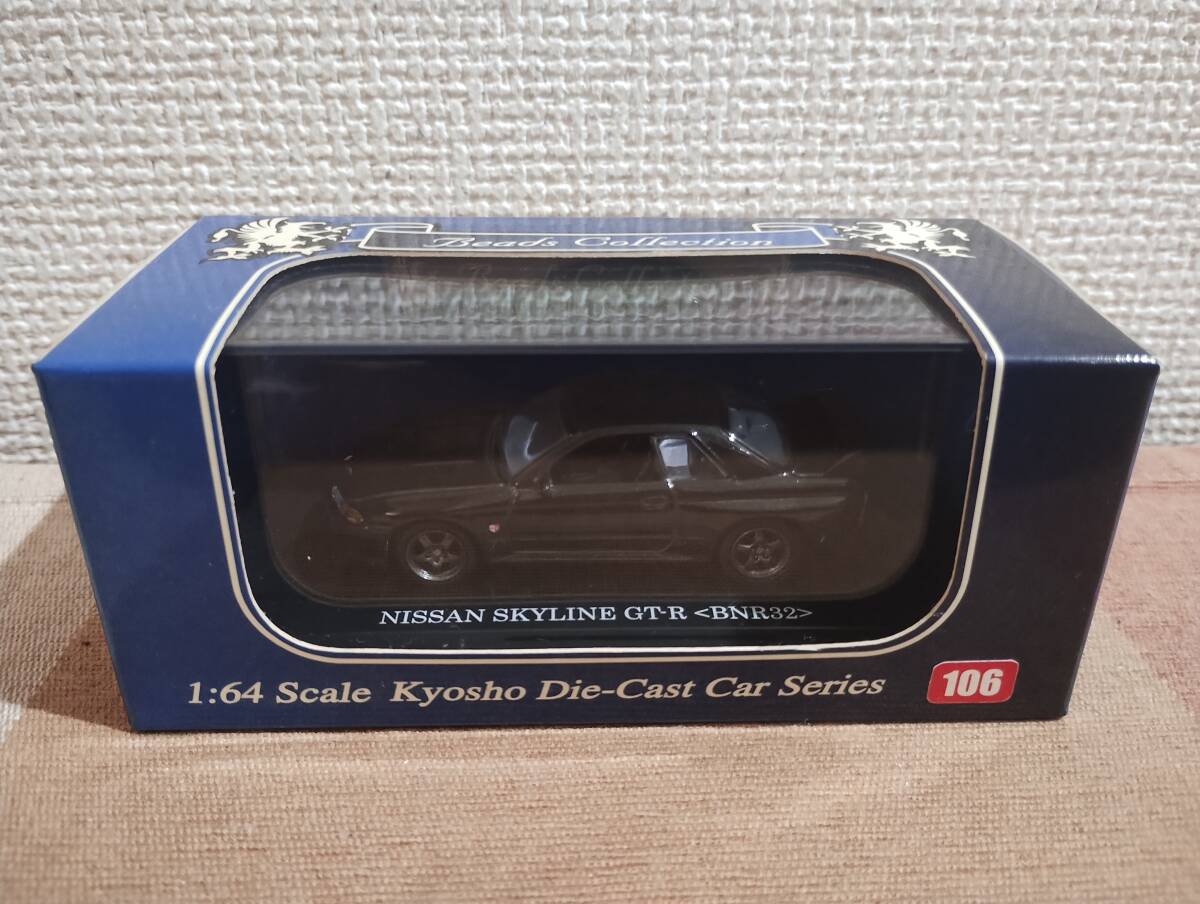 Beads Collection
NISSAN SKYLINE GT-R <BNR32>
1:64 Scale Kyosho Die-Cast Car Series
106